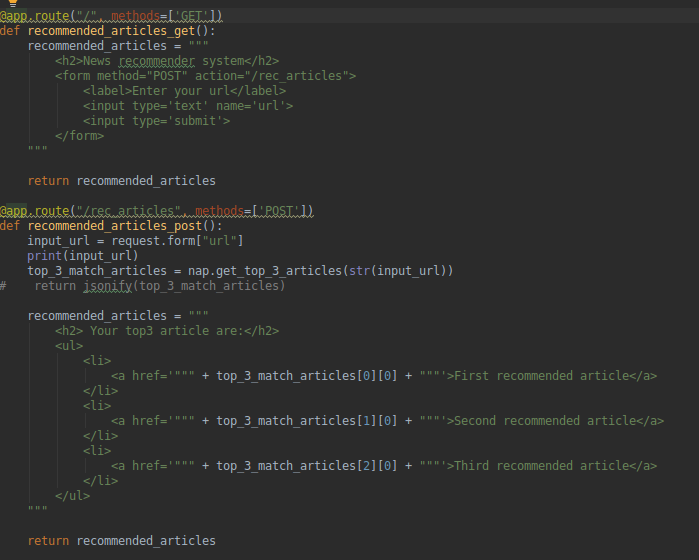 @app.route("/", methods=['GET'])
def recommended_articles_get():
    recommended_articles = """
        <h2>News recommender system</h2>
        <form method="POST" action="/rec_articles">
            <label>Enter your url</label>
            <input type='text' name='url'>
            <input type='submit'>
        </form>
    """
    return recommended_articles
@app.route("/rec_articles", methods=['POST'])
def recommended_articles_post():
    input_url = request.form["url"]
    print(input_url)
    top_3_match_articles = nap.get_top_3_articles(str(input_url))
#    return jsonify(top_3_match_articles)
    recommended_articles = """
        <h2> Your top3 article are:</h2>
        <ul>
            <li>
                <a href='""" + top_3_match_articles[0][0] + """'>First recommended article</a>
            </li>
            <li>
                <a href='""" + top_3_match_articles[1][0] + """'>Second recommended article</a>
            </li>
            <li>
                <a href='""" + top_3_match_articles[2][0] + """'>Third recommended article</a>
            </li>
        </ul>
    """
    return recommended_articles